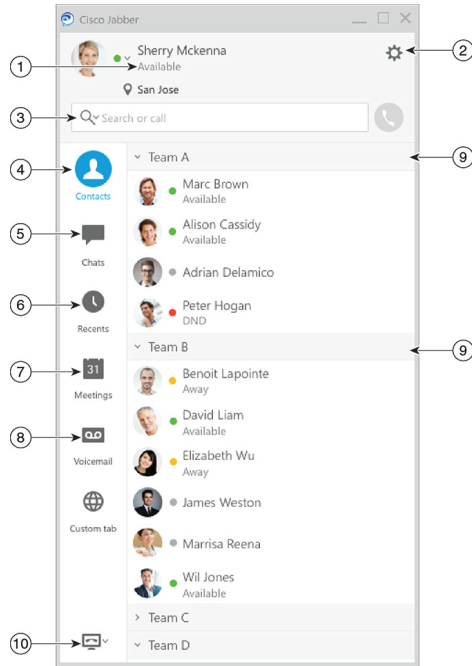 Cisco Jabber
Sherry Mckenna
1
Available
2
San Jose
3
Search or call
4
Contacts
Team A
9
Marc Brown
Available
5
Chats
Alison Cassidy
Available
Adrian Delamico
6
Recents
Peter Hogan
DND
Team B
9
7
31
Meetings
Benoit Lapointe
Away
David Liam
Available
8
Voicemail
Elizabeth Wu
Away
James Weston
Custom tab
Marrisa Reena
Wil Jones
Available
Team C
10
Team D